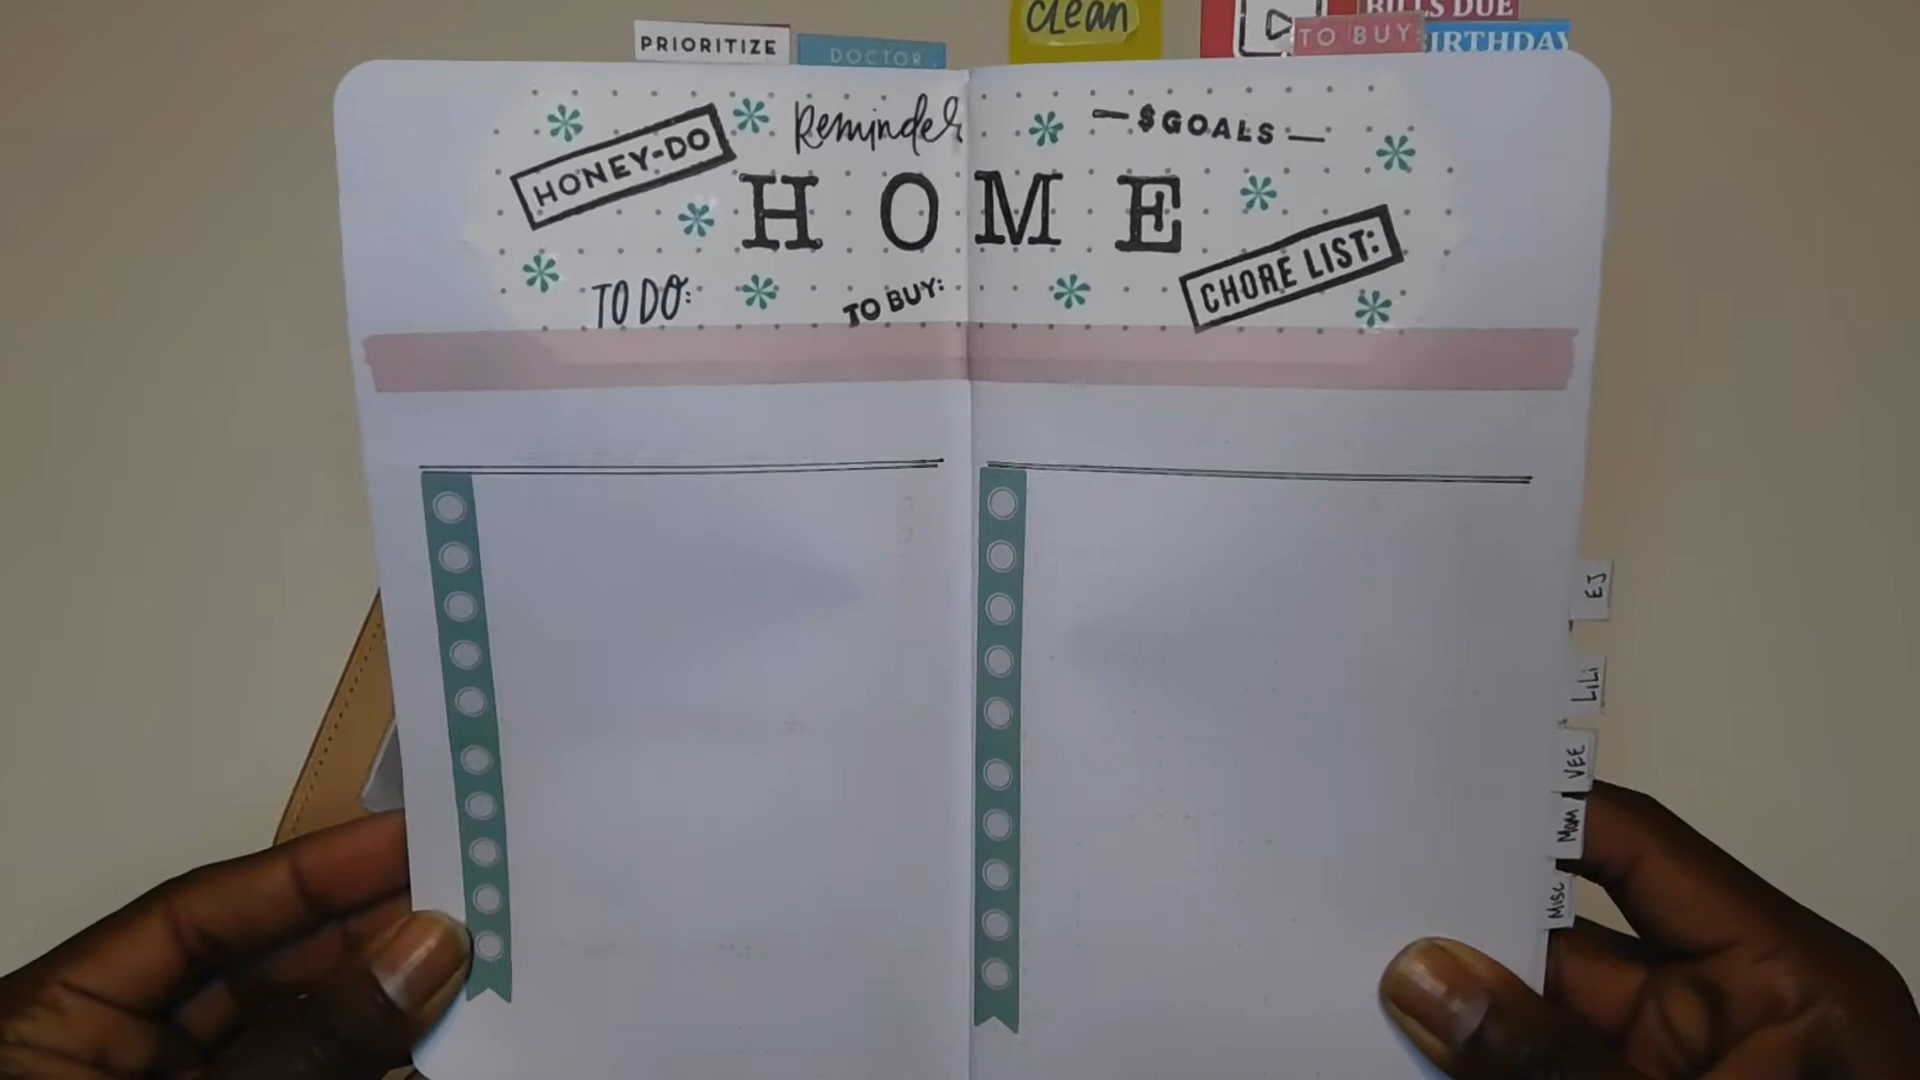 clean
BILLS DUE
PRIORITIZE
DOCTOR
TO BUY:
BIRTHDAY
HONEY-DO
Reminder
$GOALS
HOME
CHORE LIST:
TO DO:
TO BUY:
EJ
LiLi
VEE
Mom
Misc